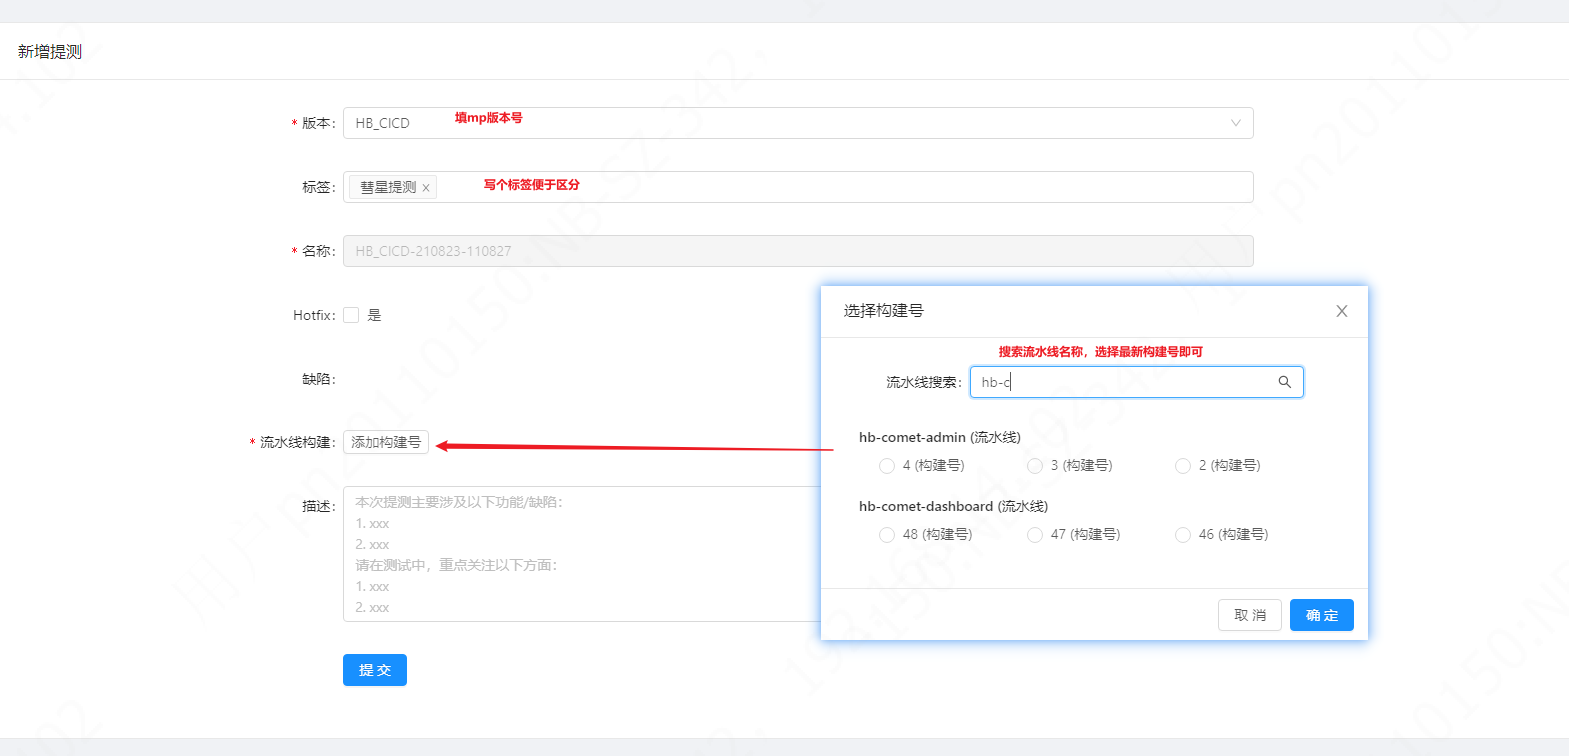 新增提测
* 版本: HB_CICD 填mp版本号
标签: 彗星提测 x 写个标签便于区分
* 名称: HB_CICD-210823-110827
Hotfix: 是
缺陷:
* 流水线构建: 添加构建号
描述: 本次提测主要涉及以下功能/缺陷:
1. xxx
2. xxx
请在测试中，重点关注以下方面:
1. xxx
2. xxx
提 交
选择构建号
搜索流水线名称，选择最新构建号即可
流水线搜索: hb-c
hb-comet-admin (流水线)
4 (构建号) 3 (构建号) 2 (构建号)
hb-comet-dashboard (流水线)
48 (构建号) 47 (构建号) 46 (构建号)
取 消 确 定